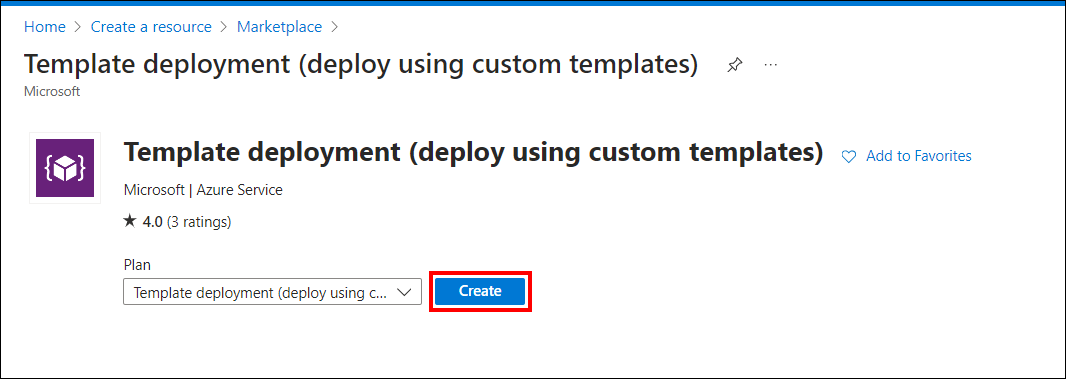 Home > Create a resource > Marketplace >
Template deployment (deploy using custom templates) ...
Microsoft
Template deployment (deploy using custom templates) Add to Favorites
Microsoft | Azure Service
★ 4.0 (3 ratings)
Plan
Template deployment (deploy using c... Create